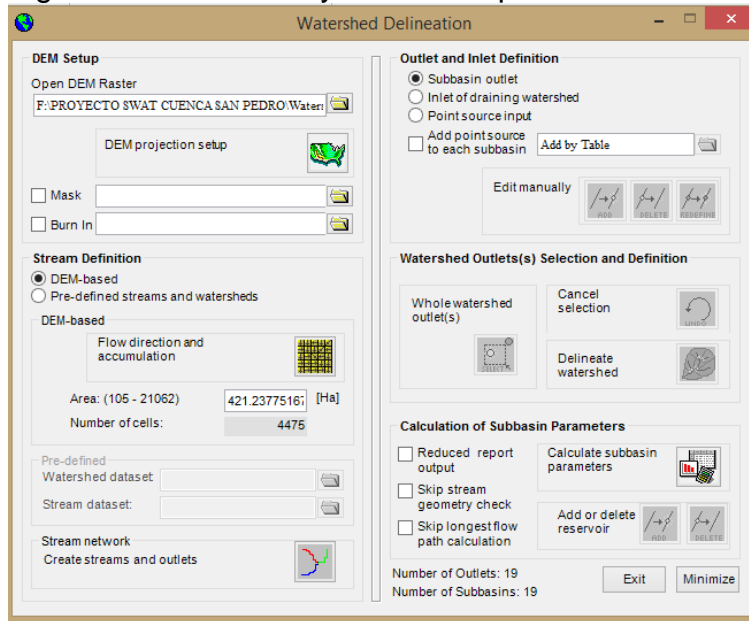 Watershed Delineation
DEM Setup
Open DEM Raster
F:\PROYECTO SWAT CUENCA SAN PEDRO\Water
DEM projection setup
Mask
Burn In
Stream Definition
DEM-based
Pre-defined streams and watersheds
DEM-based
Flow direction and
accumulation
Area: (105 - 21062)
421.23775167
[Ha]
Number of cells:
4475
Pre-defined
Watershed dataset
Stream dataset:
Stream network
Create streams and outlets
Outlet and Inlet Definition
Subbasin outlet
Inlet of draining watershed
Point source input
Add point source
to each subbasin
Add by Table
Edit manually
ADD
DELETE
REDEFINE
Watershed Outlets(s) Selection and Definition
Whole watershed
outlet(s)
SELECT
Cancel
selection
UNDO
Delineate
watershed
Calculation of Subbasin Parameters
Reduced report
output
Skip stream
geometry check
Skip longest flow
path calculation
Calculate subbasin
parameters
Add or delete
reservoir
ADD
DELETE
Number of Outlets: 19
Number of Subbasins: 19
Exit
Minimize